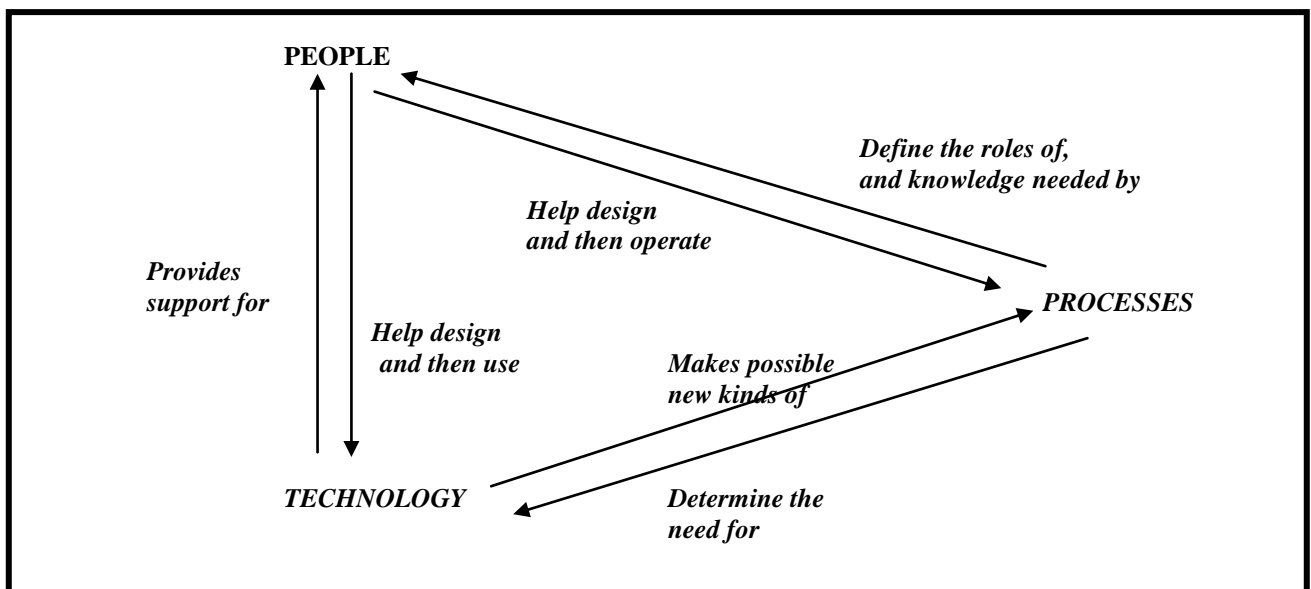 PEOPLE
Define the roles of,
and knowledge needed by
Help design
and then operate
Provides
support for
PROCESSES
Help design
and then use
Makes possible
new kinds of
TECHNOLOGY
Determine the
need for